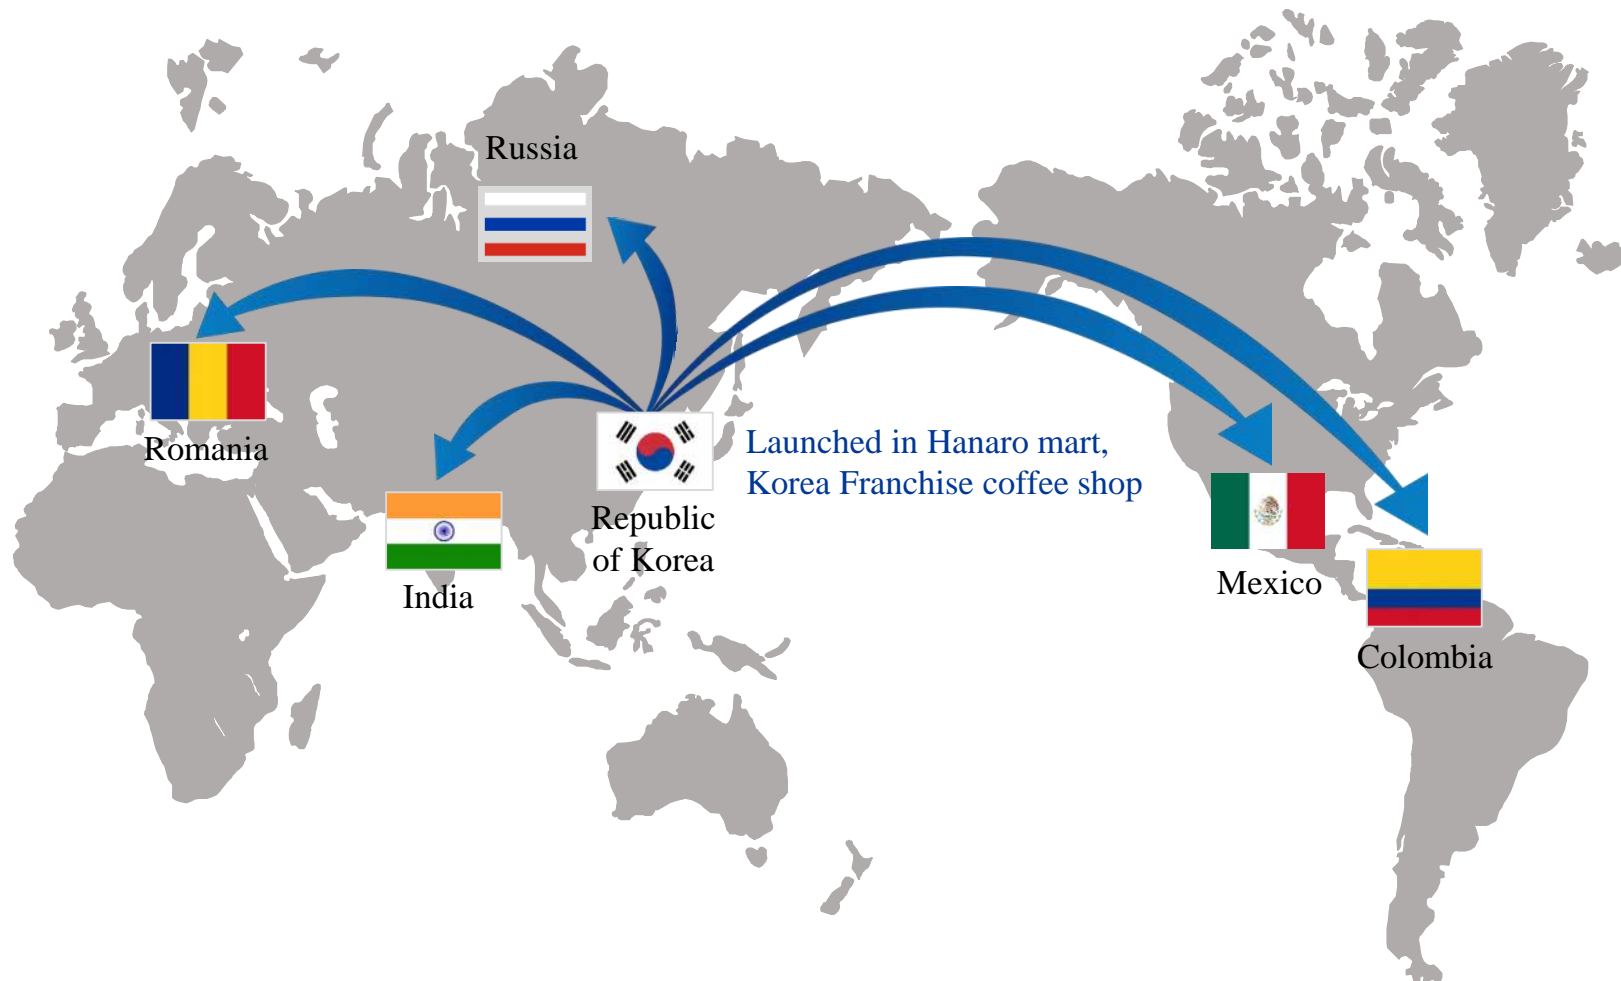 Russia
Romania
Launched in Hanaro mart,
Korea Franchise coffee shop
Republic
of Korea
India
Mexico
Colombia